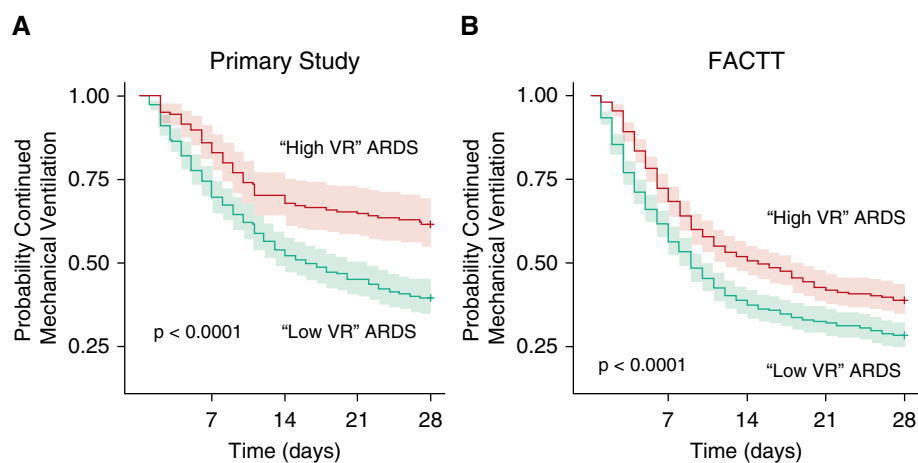 A
Primary Study
Probability Continued
Mechanical Ventilation
1.00
0.75
0.50
0.25
“High VR” ARDS
“Low VR” ARDS
p < 0.0001
7 14 21 28
Time (days)
B
FACTT
Probability Continued
Mechanical Ventilation
1.00
0.75
0.50
0.25
“High VR” ARDS
“Low VR” ARDS
p < 0.0001
7 14 21 28
Time (days)